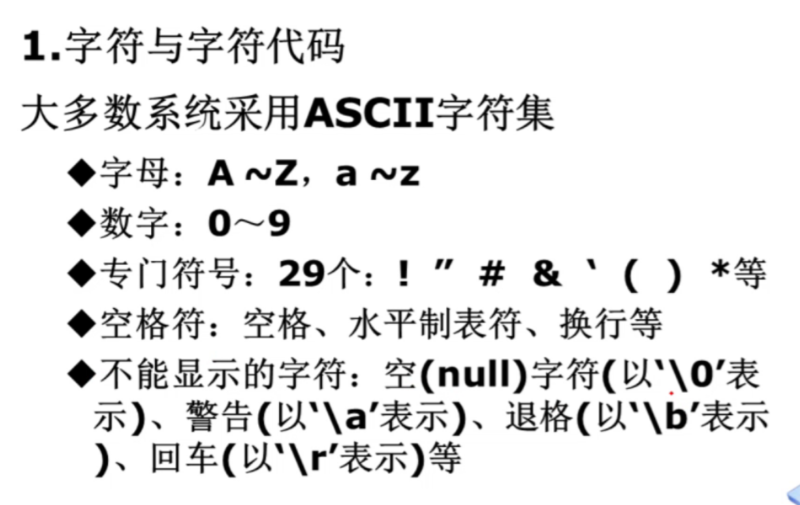 1.字符与字符代码
大多数系统采用ASCII字符集
◆字母：A ~Z，a ~z
◆数字：0～9
◆专门符号：29个：! ” # & ‘ ( ) *等
◆空格符：空格、水平制表符、换行等
◆不能显示的字符：空(null)字符(以‘\0’表
示)、警告(以‘\a’表示)、退格(以‘\b’表示
)、回车(以‘\r’表示)等